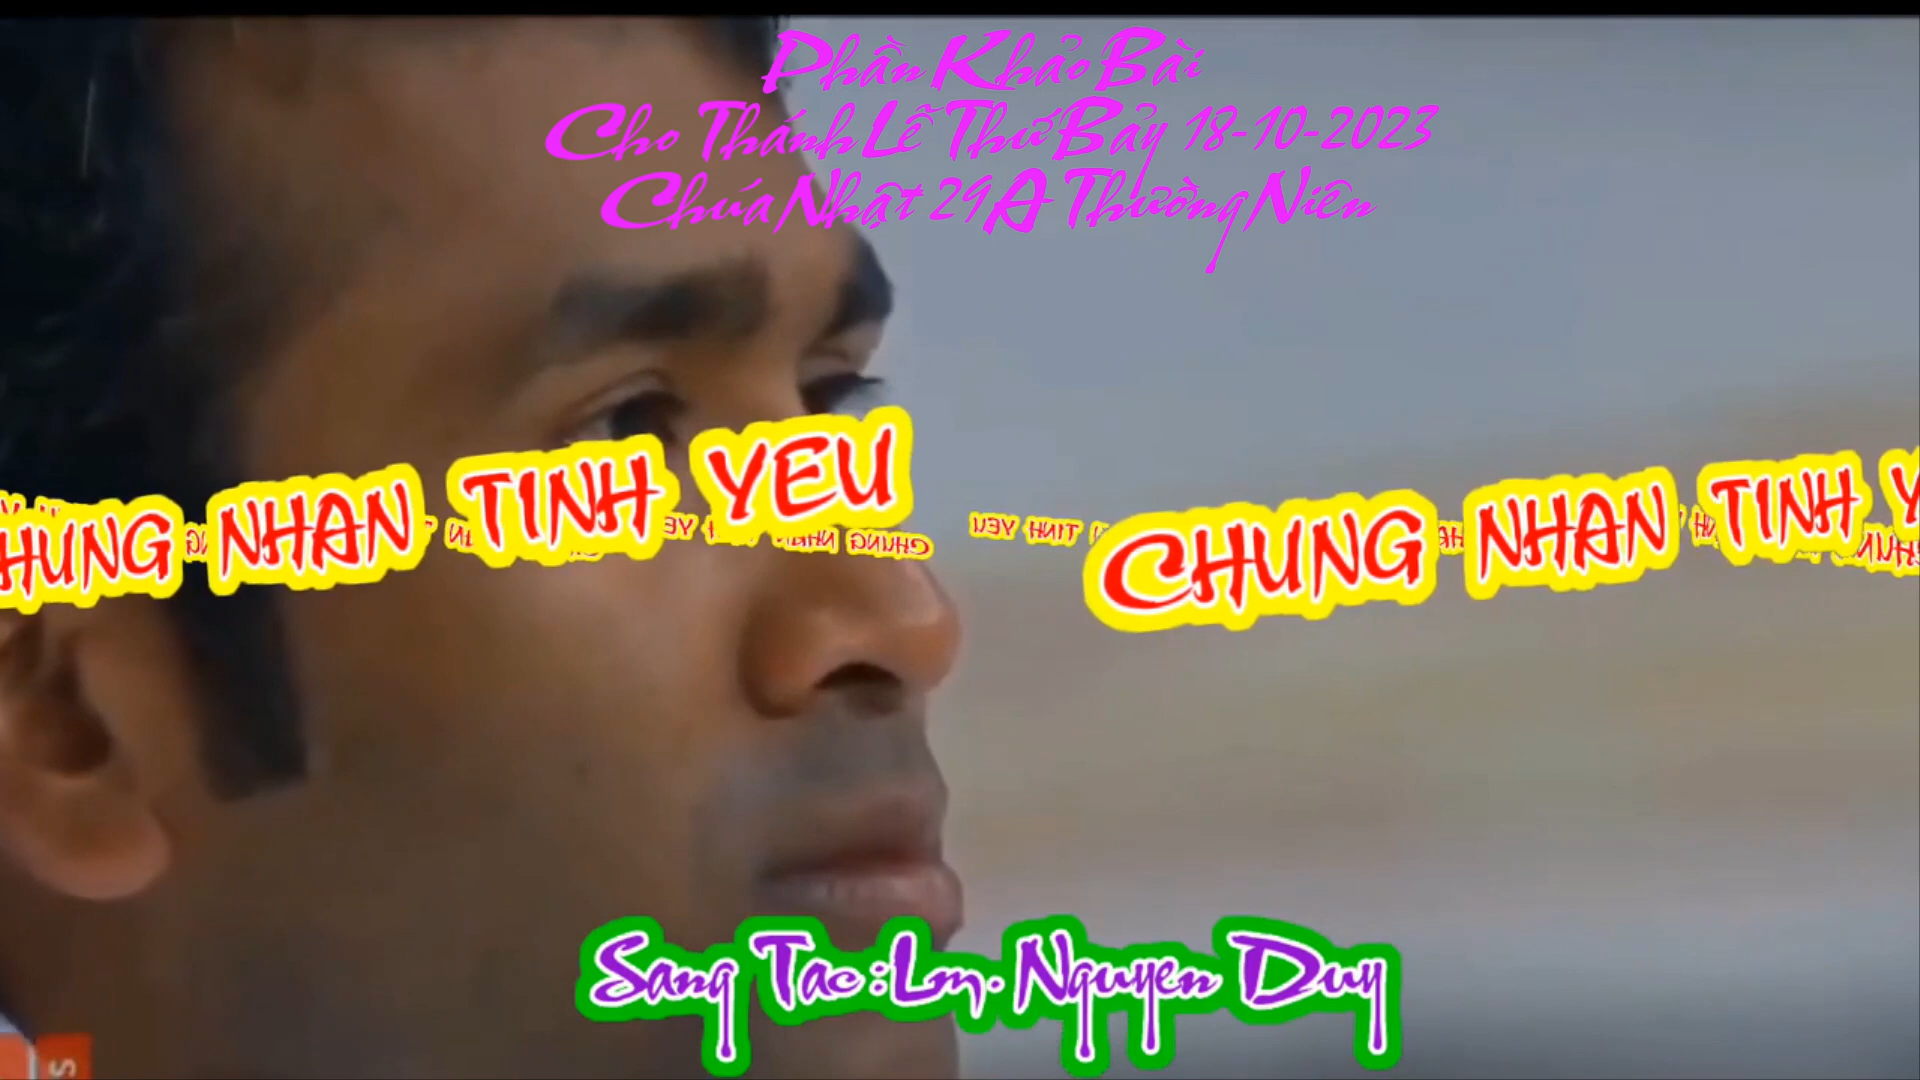 Phần Khảo Bài
Cho Thánh Lễ Thứ Bảy 18-10-2023
Chúa Nhật 29A Thường Niên
CHUNG NHAN TINH YEU
CHUNG NHAN TINH Y
Sang Tac:Lm. Nguyen Duy
S